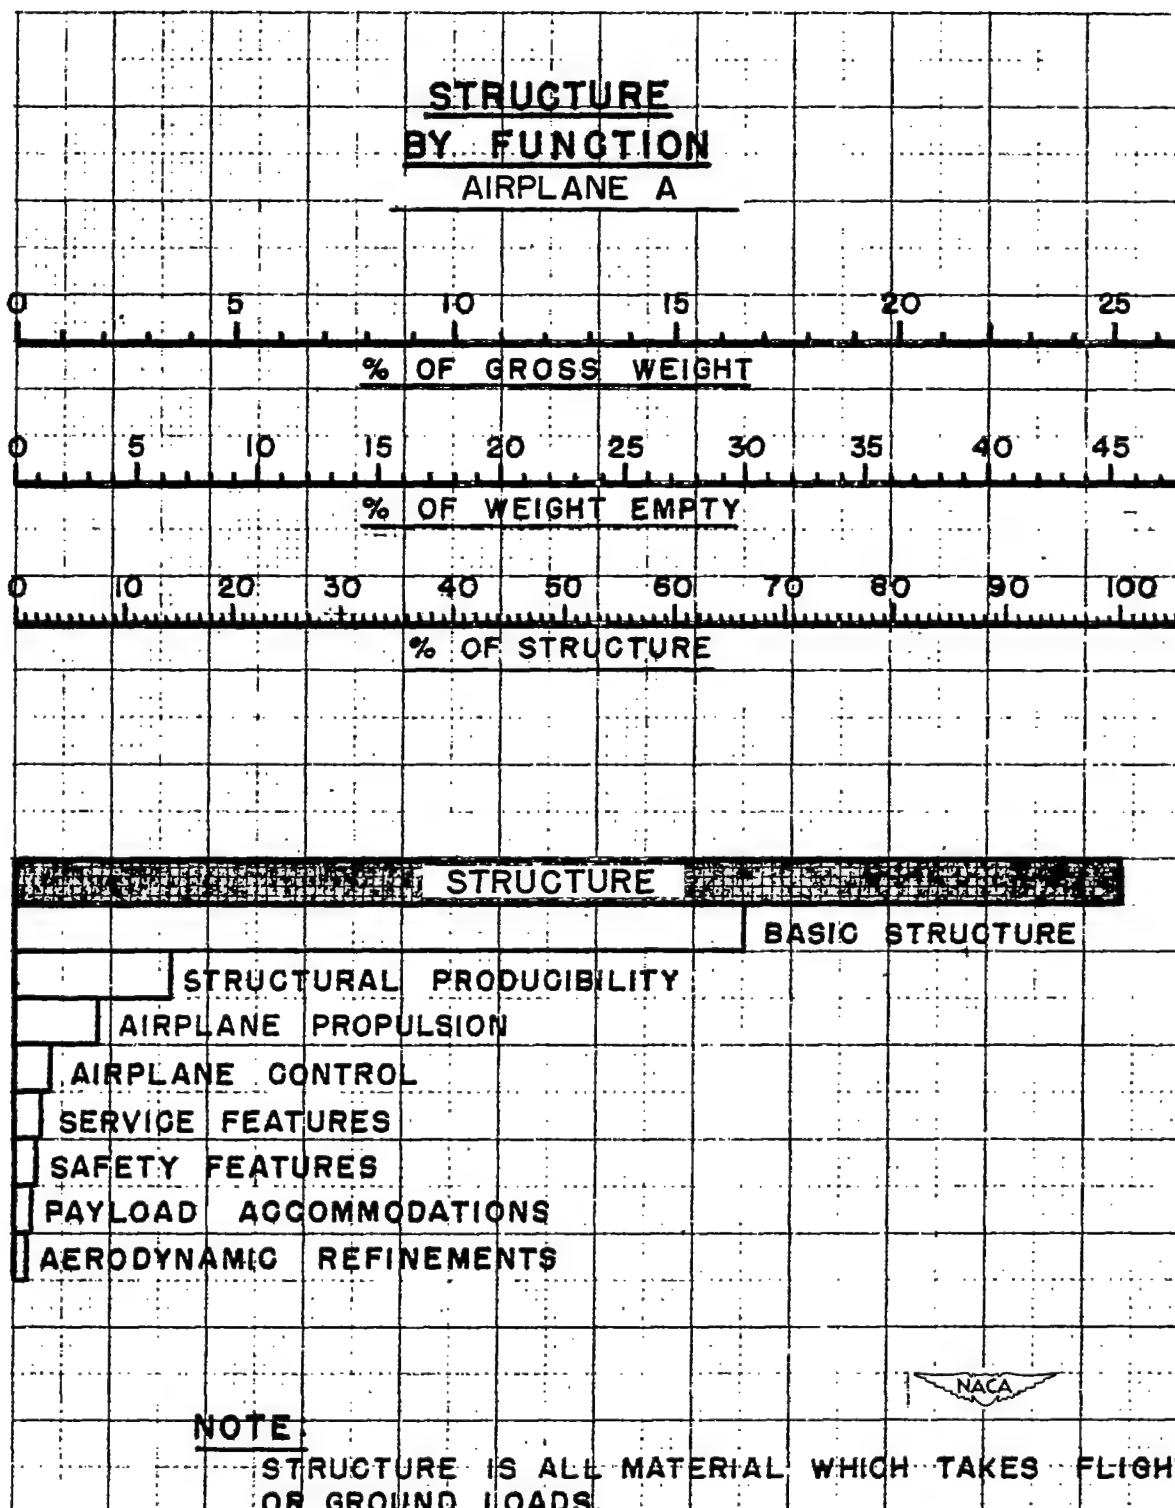 STRUCTURE
BY FUNCTION
AIRPLANE A
0 5 10 15 20 25
% OF GROSS WEIGHT
0 5 10 15 20 25 30 35 40 45
% OF WEIGHT EMPTY
0 10 20 30 40 50 60 70 80 90 100
% OF STRUCTURE
STRUCTURE
BASIC STRUCTURE
STRUCTURAL PRODUCIBILITY
AIRPLANE PROPULSION
AIRPLANE CONTROL
SERVICE FEATURES
SAFETY FEATURES
PAYLOAD ACCOMMODATIONS
AERODYNAMIC REFINEMENTS
NACA
NOTE:
STRUCTURE IS ALL MATERIAL WHICH TAKES FLIGH
OR GROUND LOADS.